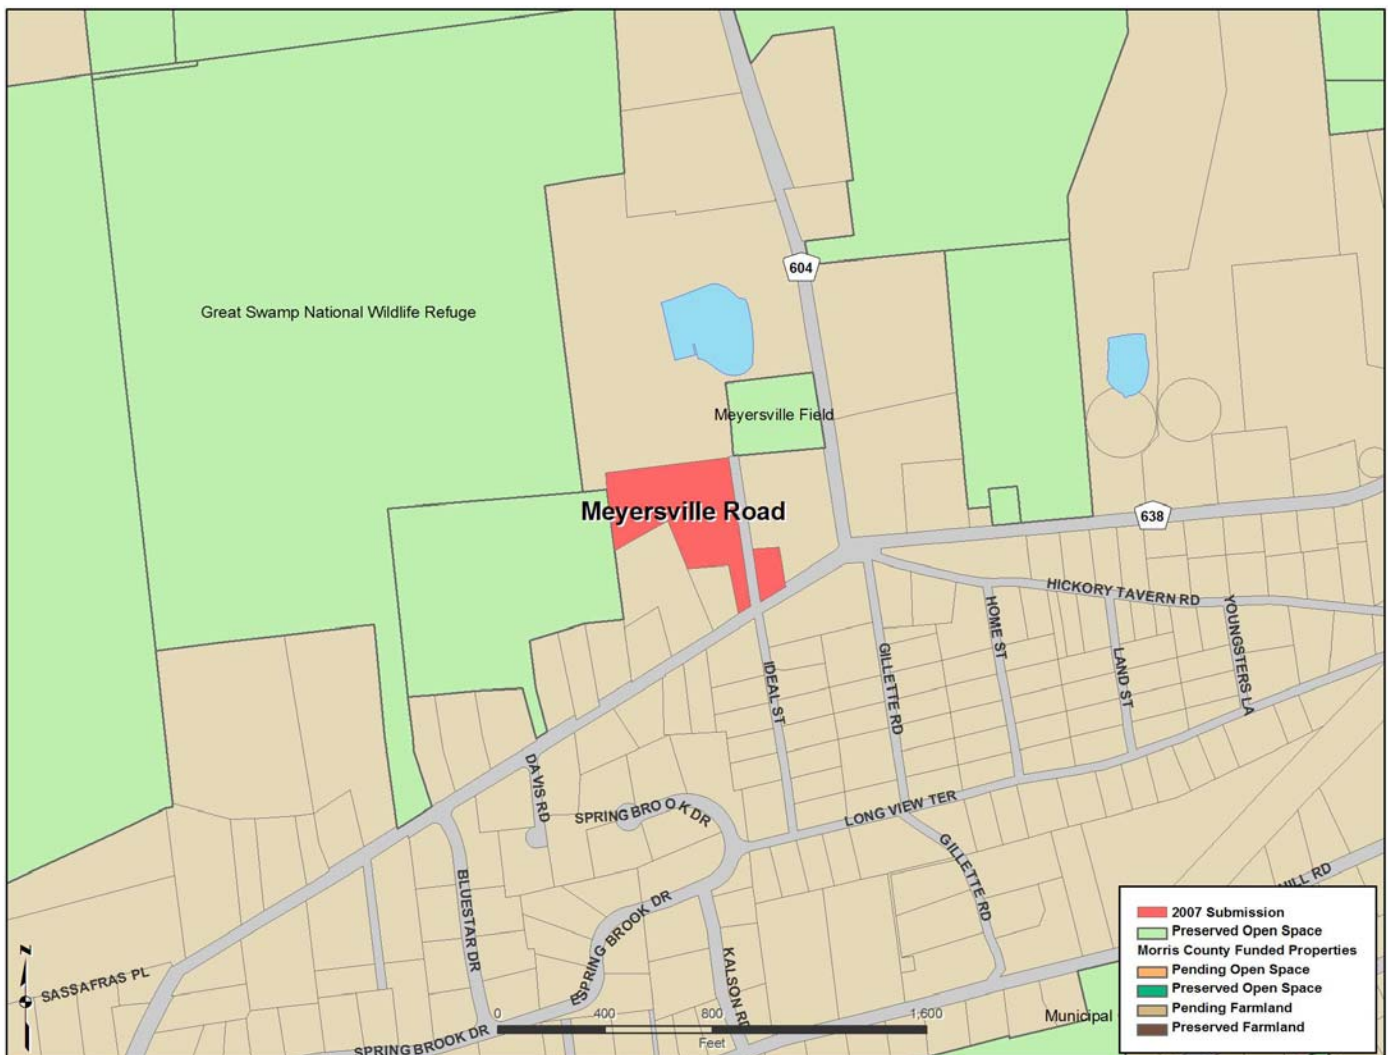 604
Great Swamp National Wildlife Refuge
Meyersville Field
Meyersville Road
638
HICKORY TAVERN RD
HOME ST
YOUNGSTERS LA
LAND ST
GILLETTE RD
IDEAL ST
DAVIS RD
SPRING BROOK DR
LONG VIEW TER
GILLETTE RD
BLUESTAR DR
E SPRING BROOK DR
KALSON RD
HILL RD
SASSAFRAS PL
SPRING BROOK DR
Municipal
N
0 400 800 1,600
Feet
2007 Submission
Preserved Open Space
Morris County Funded Properties
Pending Open Space
Preserved Open Space
Pending Farmland
Preserved Farmland